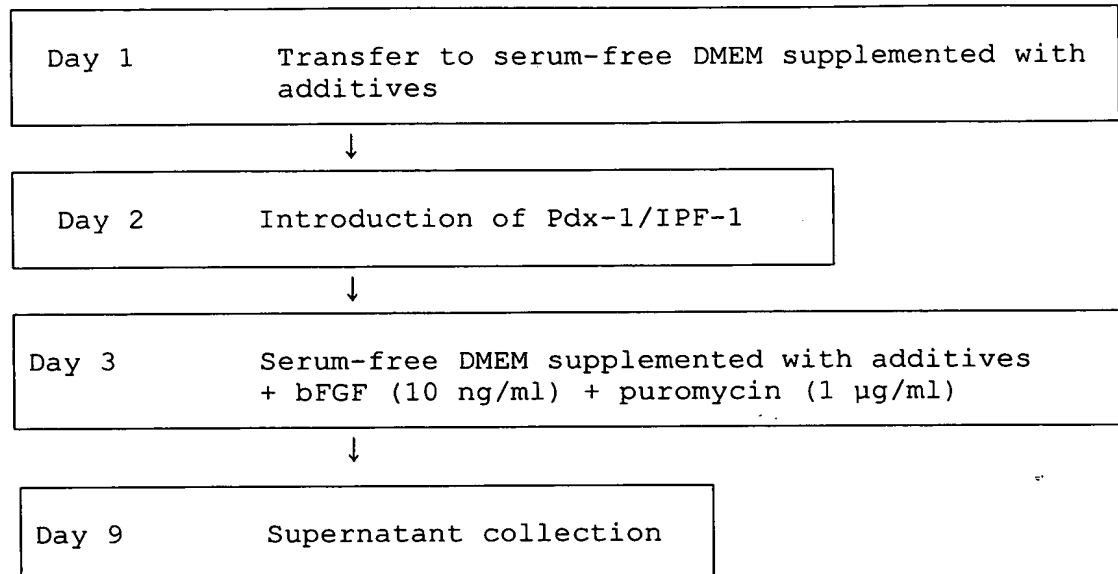 Day 1 Transfer to serum-free DMEM supplemented with
additives
↓
Day 2 Introduction of Pdx-1/IPF-1
↓
Day 3 Serum-free DMEM supplemented with additives
+ bFGF (10 ng/ml) + puromycin (1 µg/ml)
↓
Day 9 Supernatant collection